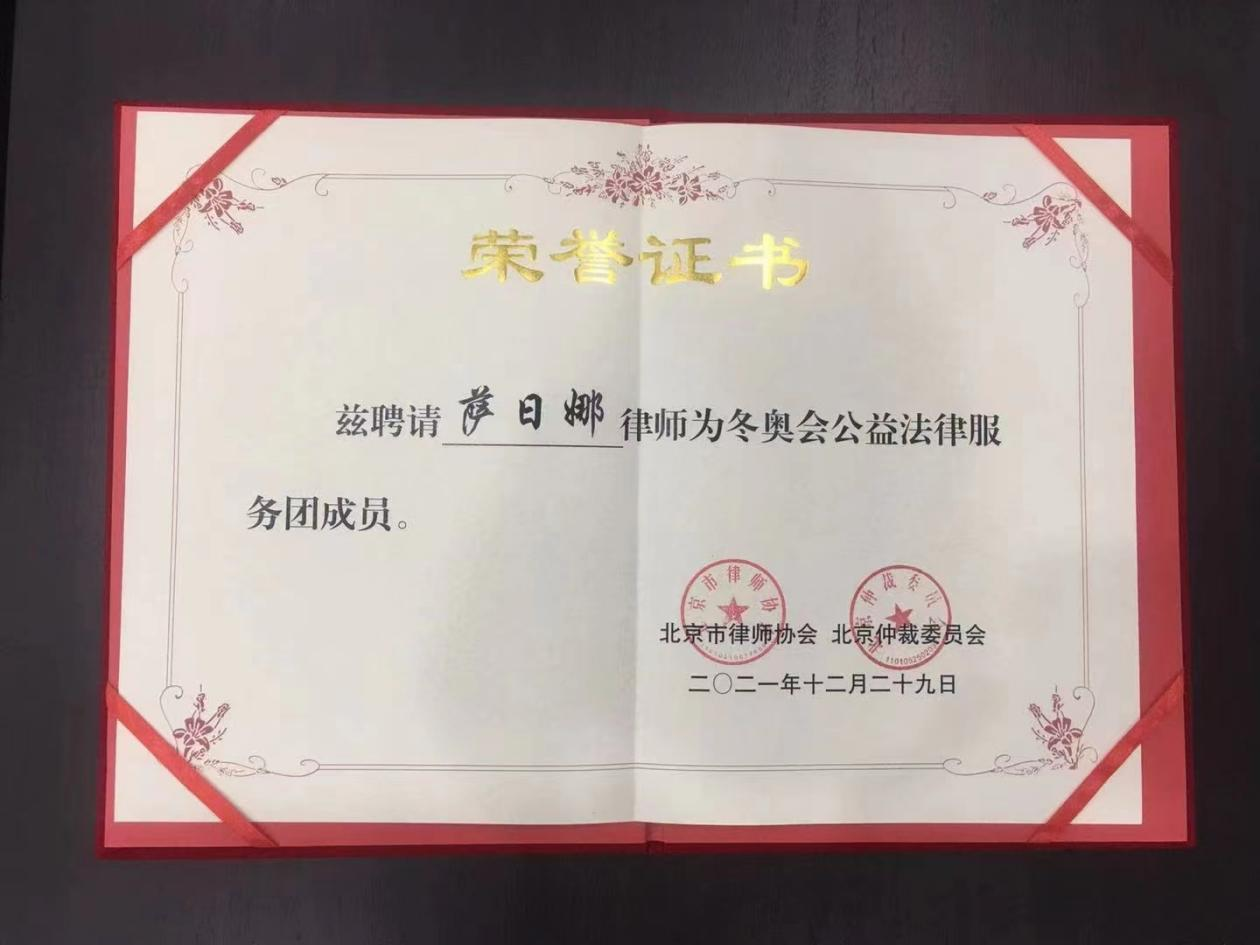 荣誉证书
兹聘请萨日娜律师为冬奥会公益法律服
务团成员。
北京市律师协会 北京仲裁委员会
二〇二一年十二月二十九日